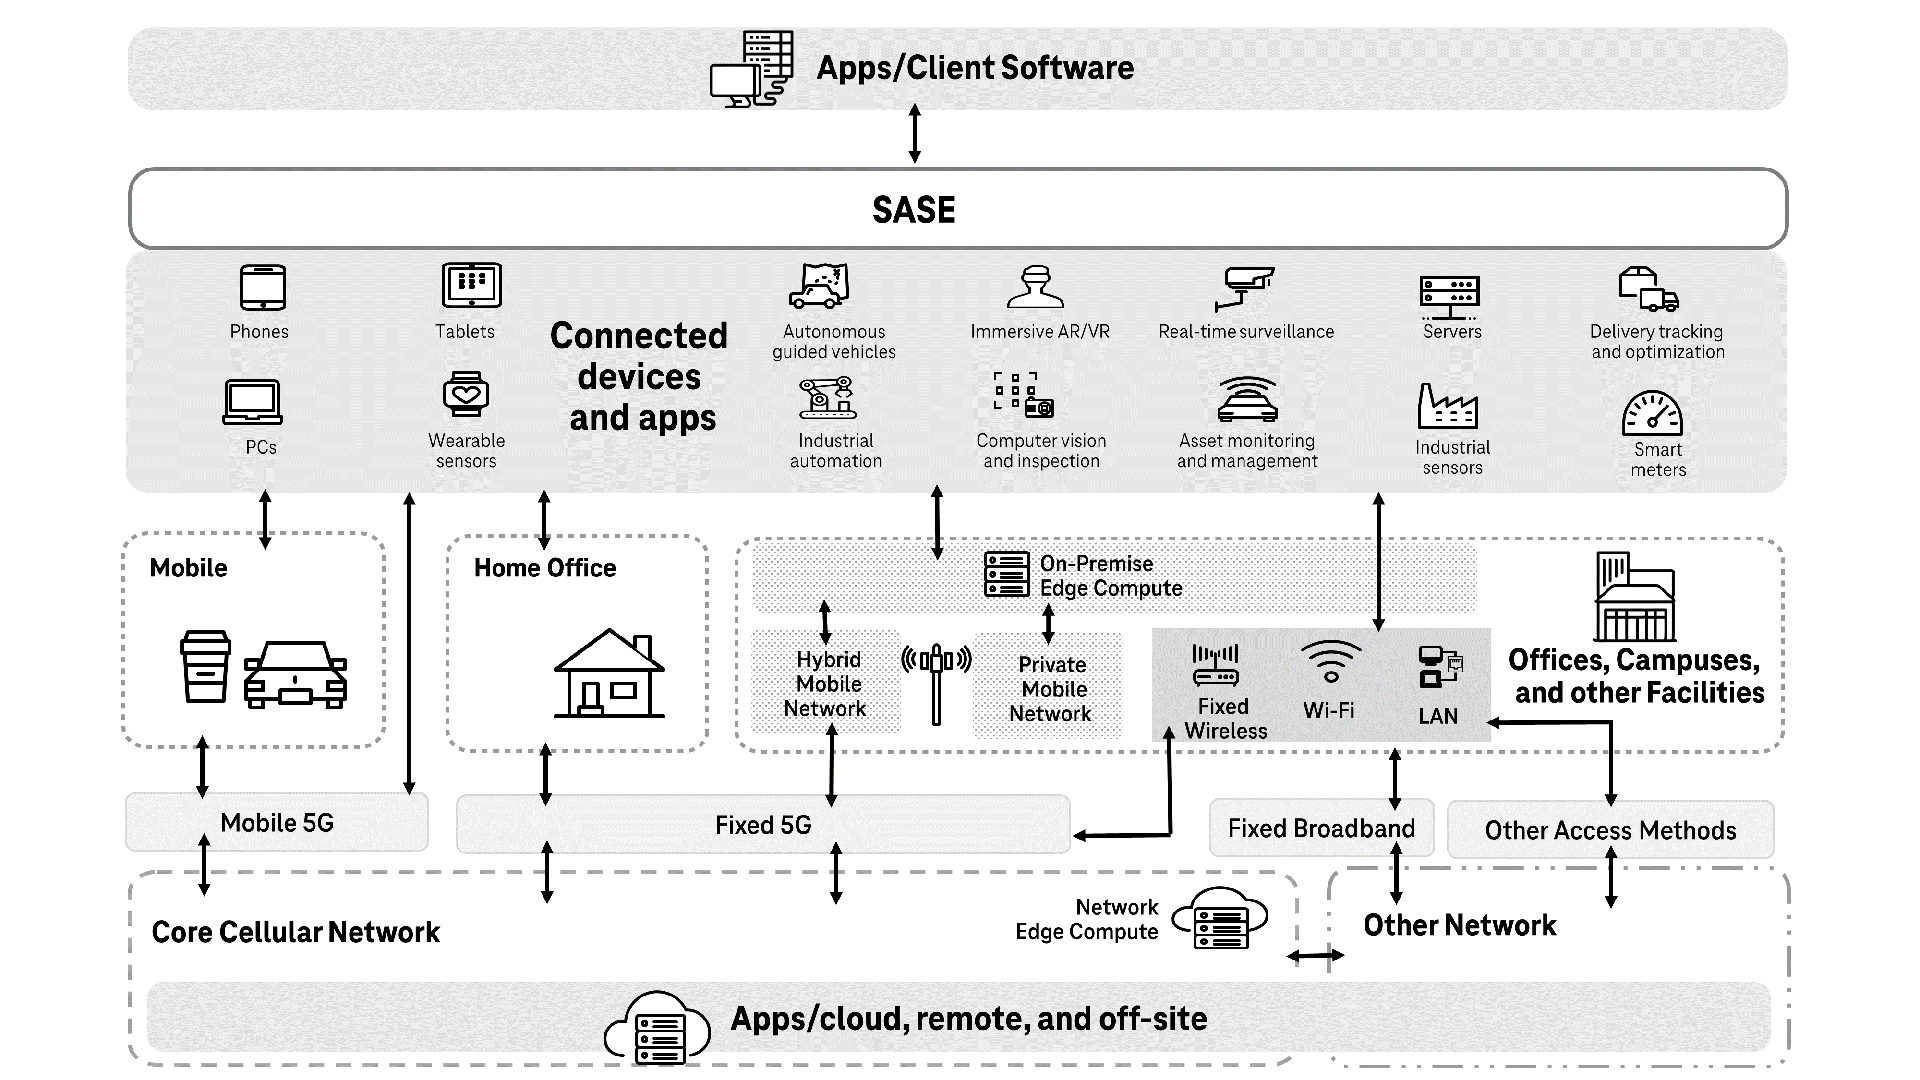 Apps/Client Software
SASE
Phones
Tablets
Connected
devices
and apps
Autonomous
guided vehicles
Immersive AR/VR
Real-time surveillance
Servers
Delivery tracking
and optimization
PCs
Wearable
sensors
Industrial
automation
Computer vision
and inspection
Asset monitoring
and management
Industrial
sensors
Smart
meters
Mobile
Home Office
On-Premise
Edge Compute
Hybrid
Mobile
Network
Private
Mobile
Network
Fixed
Wireless
Wi-Fi
LAN
Offices, Campuses,
and other Facilities
Mobile 5G
Fixed 5G
Fixed Broadband
Other Access Methods
Core Cellular Network
Network
Edge Compute
Other Network
Apps/cloud, remote, and off-site